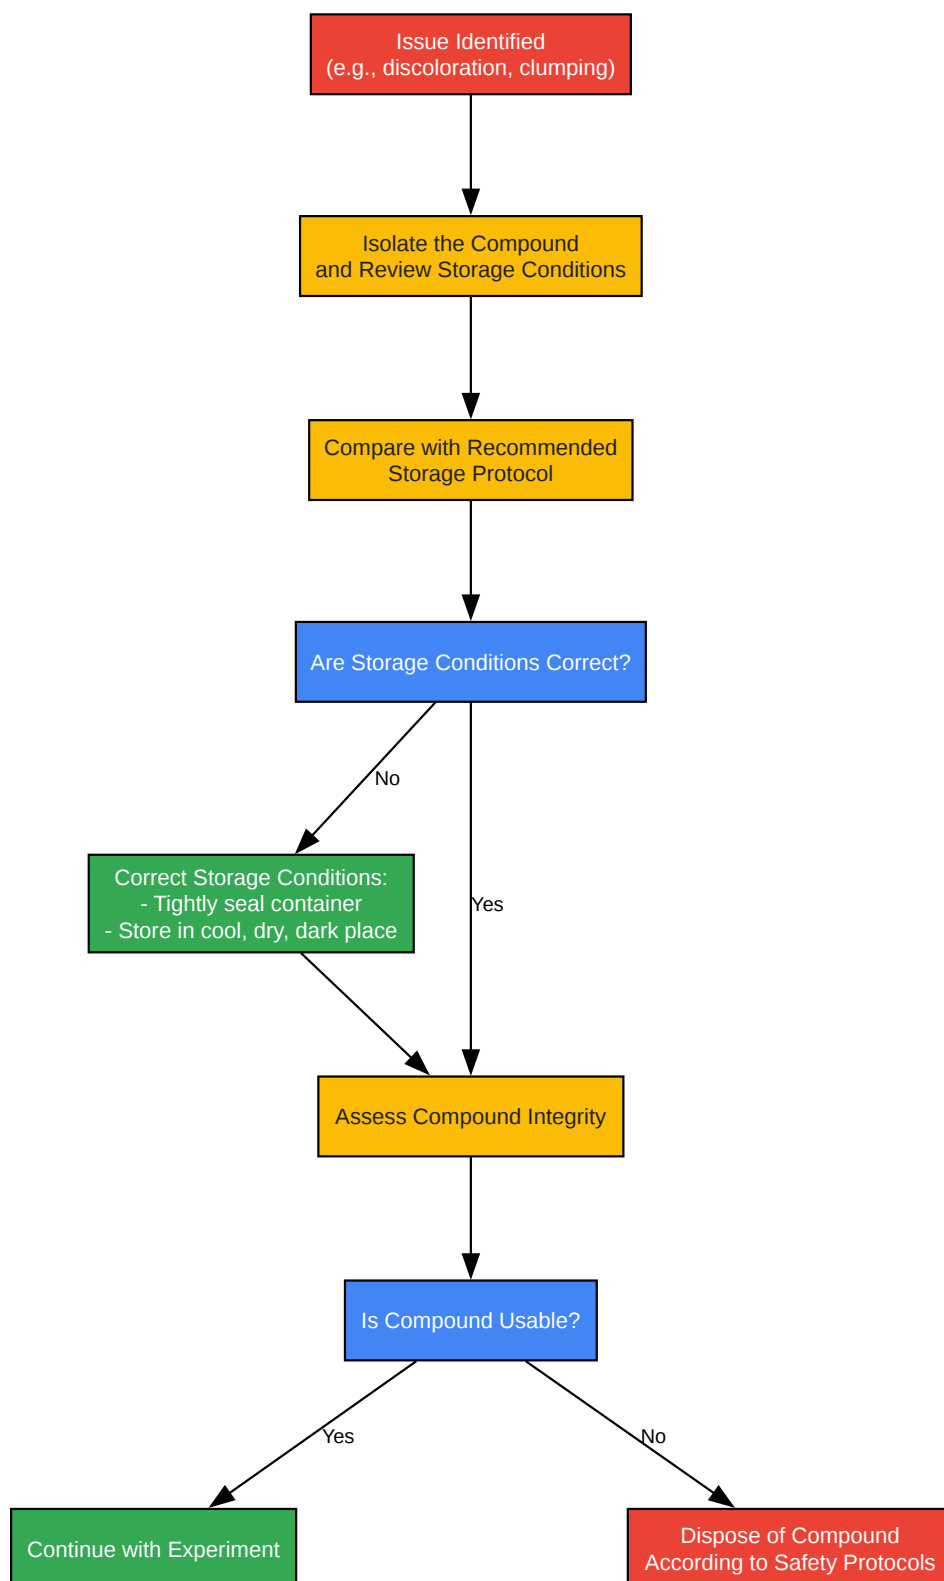 Issue Identified
(e.g., discoloration, clumping)
Isolate the Compound
and Review Storage Conditions
Compare with Recommended
Storage Protocol
Are Storage Conditions Correct?
No
Correct Storage Conditions:
- Tightly seal container
- Store in cool, dry, dark place
Yes
Assess Compound Integrity
Is Compound Usable?
Yes
No
Continue with Experiment
Dispose of Compound
According to Safety Protocols